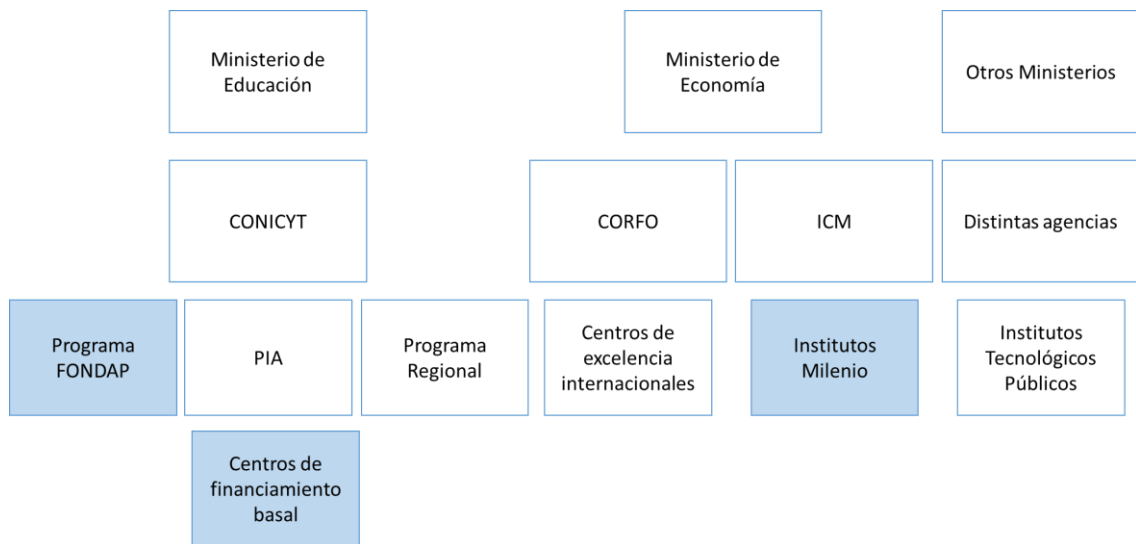 Ministerio de
Educación
Ministerio de
Economía
Otros Ministerios
CONICYT
CORFO
ICM
Distintas agencias
Programa
FONDAP
PIA
Programa
Regional
Centros de
excelencia
internacionales
Institutos
Milenio
Institutos
Tecnológicos
Públicos
Centros de
financiamiento
basal